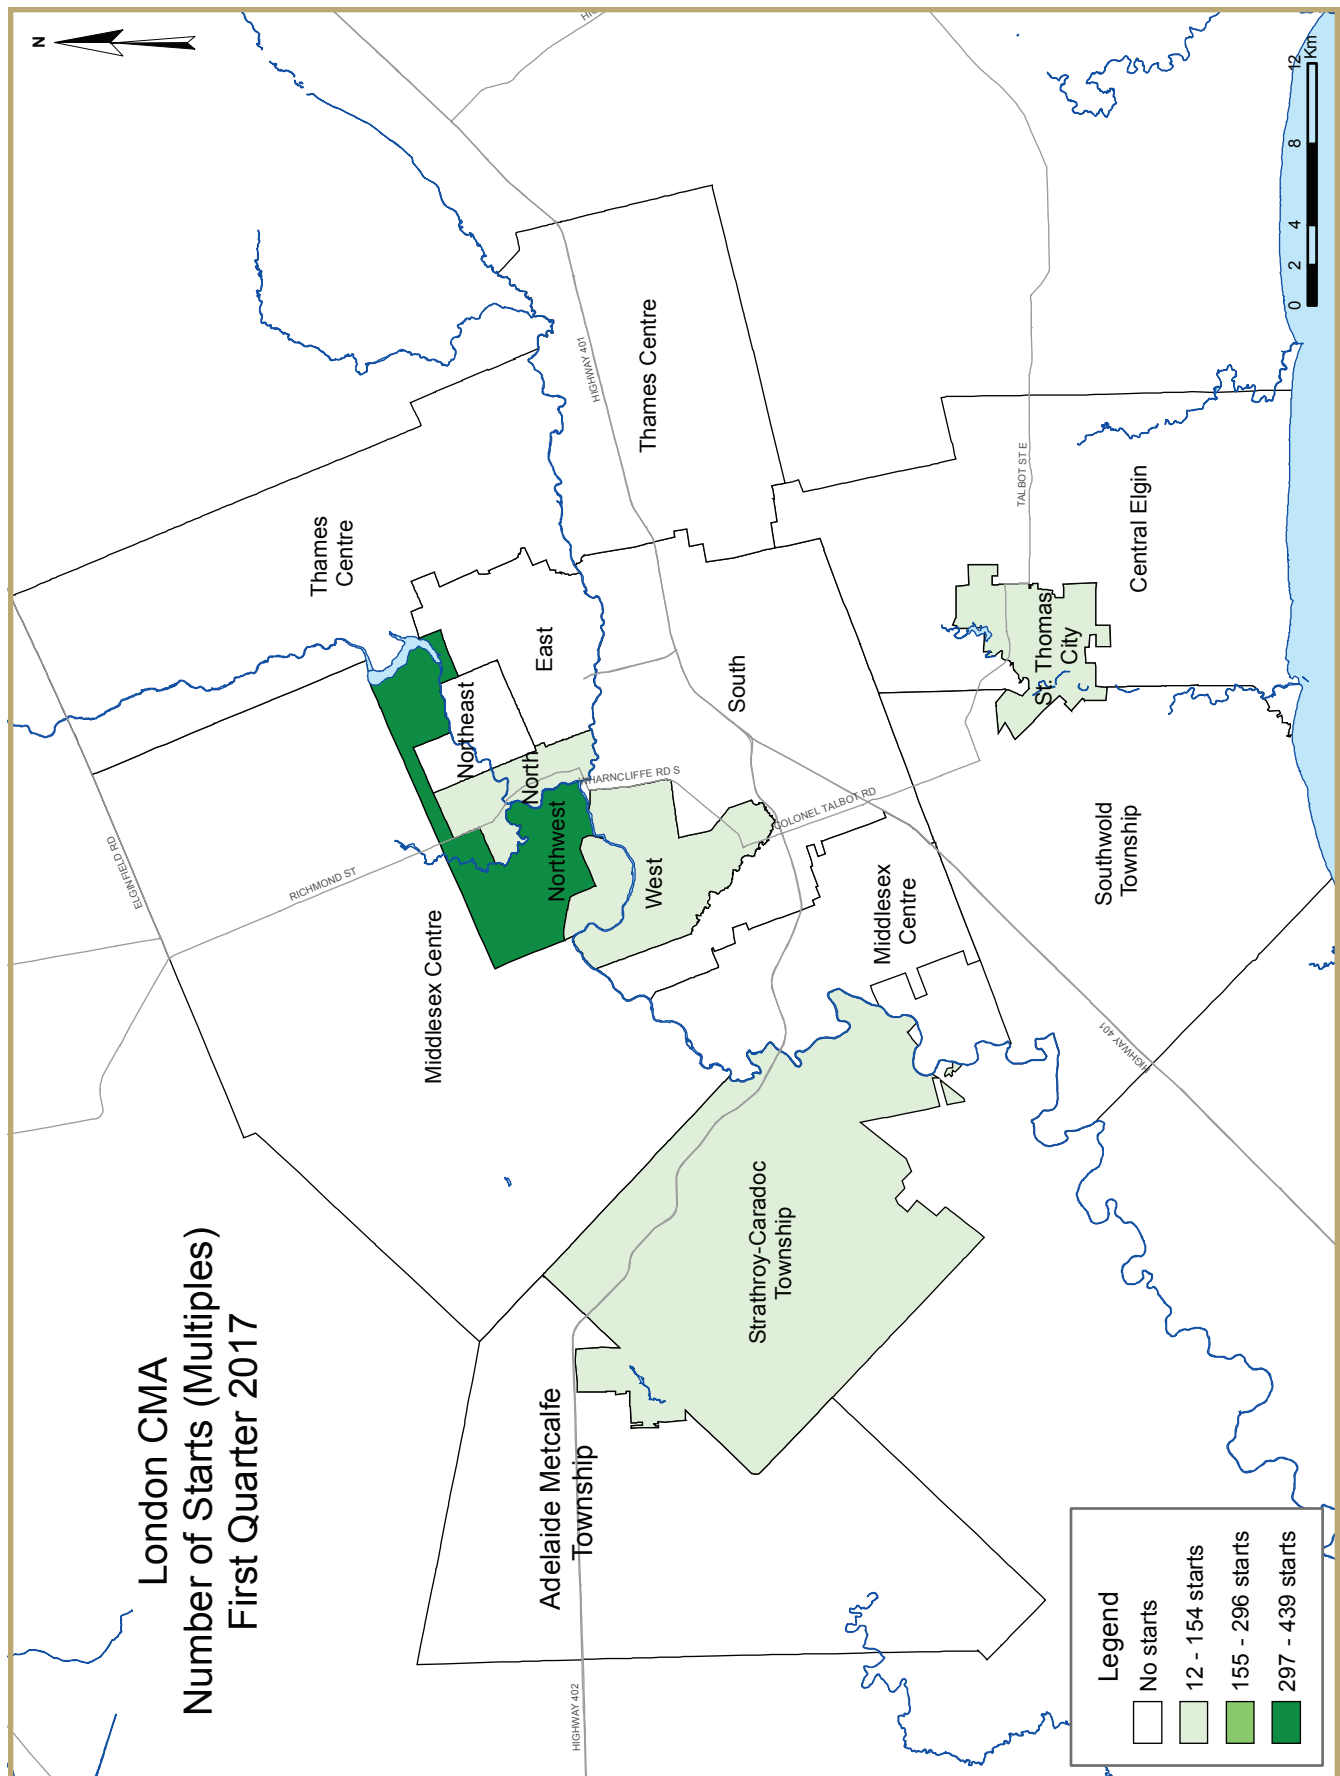 London CMA
Number of Starts (Multiples)
First Quarter 2017
N
ELGINFIELD RD
RICHMOND ST
Thames
Centre
Middlesex Centre
Northeast
East
North
Northwest
West
South
WHARNCLIFFE RD S
COLONEL TALBOT RD
HIGHWAY 401
Thames Centre
Middlesex
Centre
Adelaide Metcalfe
Township
HIGHWAY 402
Strathroy-Caradoc
Township
Southwold
Township
HIGHWAY 401
St. Thomas
City
TALBOT ST E
Central Elgin
Legend
No starts
12 - 154 starts
155 - 296 starts
297 - 439 starts
0 2 4 8 12
Km